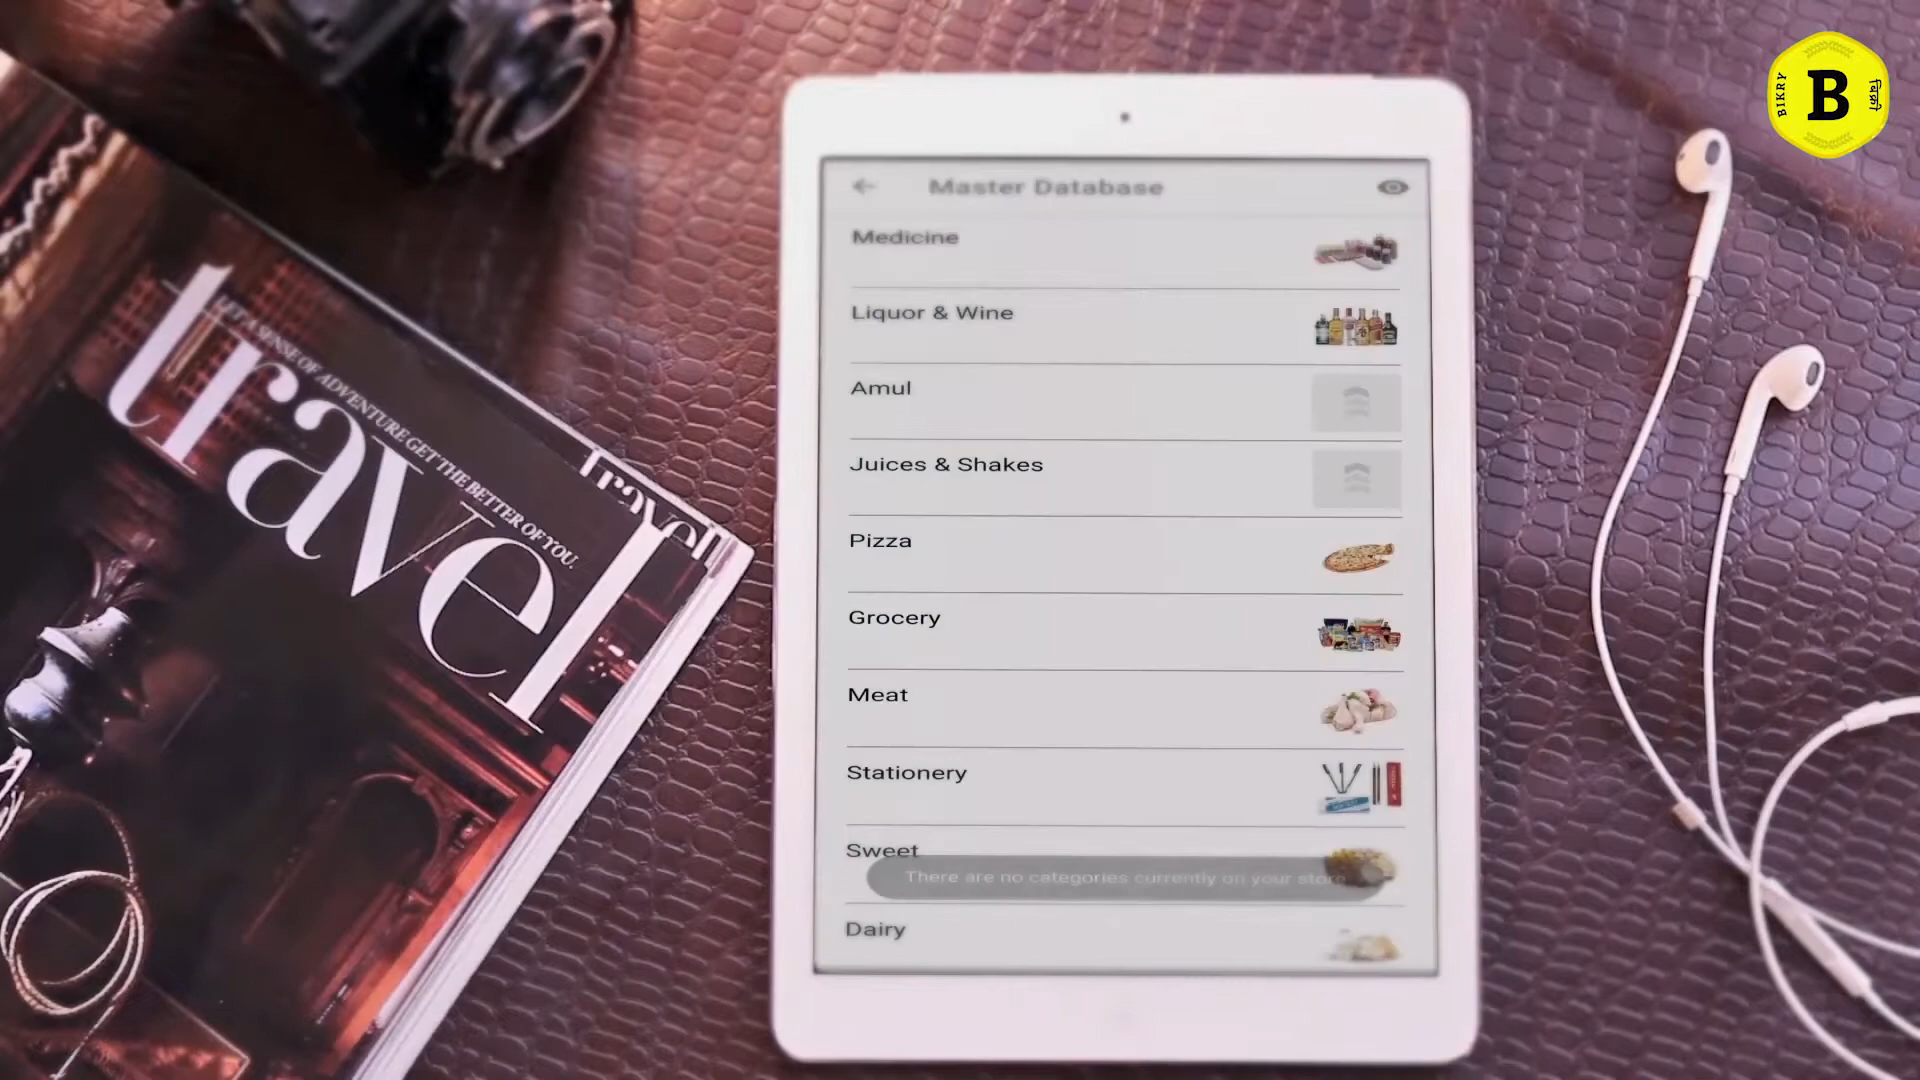 BIKRY
B
बिक्री
LET A SENSE OF ADVENTURE GET THE BETTER OF YOU.
travel
travel
Master Database
Medicine
Liquor & Wine
Amul
Juices & Shakes
Pizza
Grocery
Meat
Stationery
Sweet
There are no categories currently on your store
Dairy